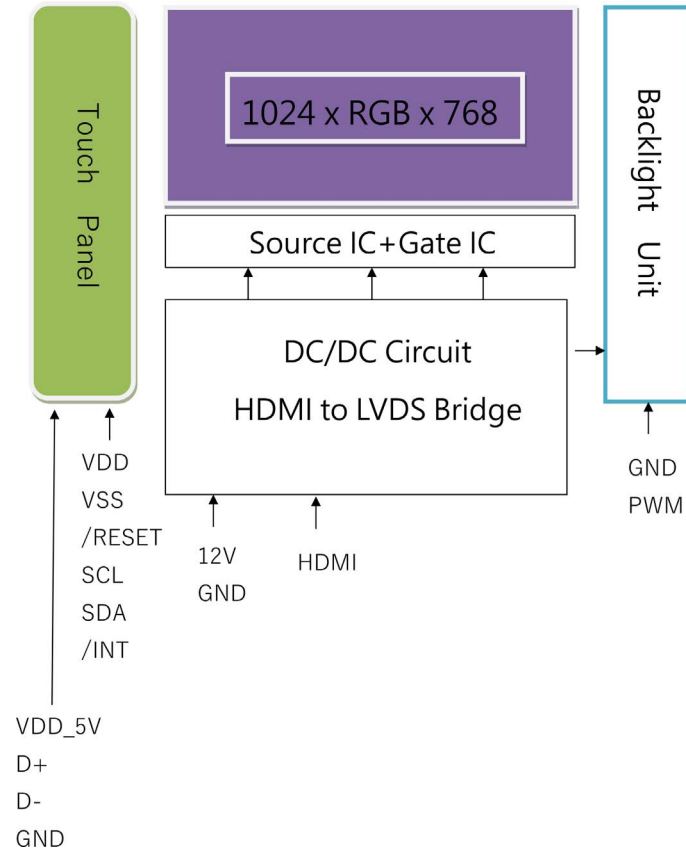 Touch Panel
1024 x RGB x 768
Backlight Unit
Source IC+Gate IC
DC/DC Circuit
HDMI to LVDS Bridge
VDD
VSS
/RESET
SCL
SDA
/INT
12V
GND
HDMI
GND
PWM
VDD_5V
D+
D-
GND